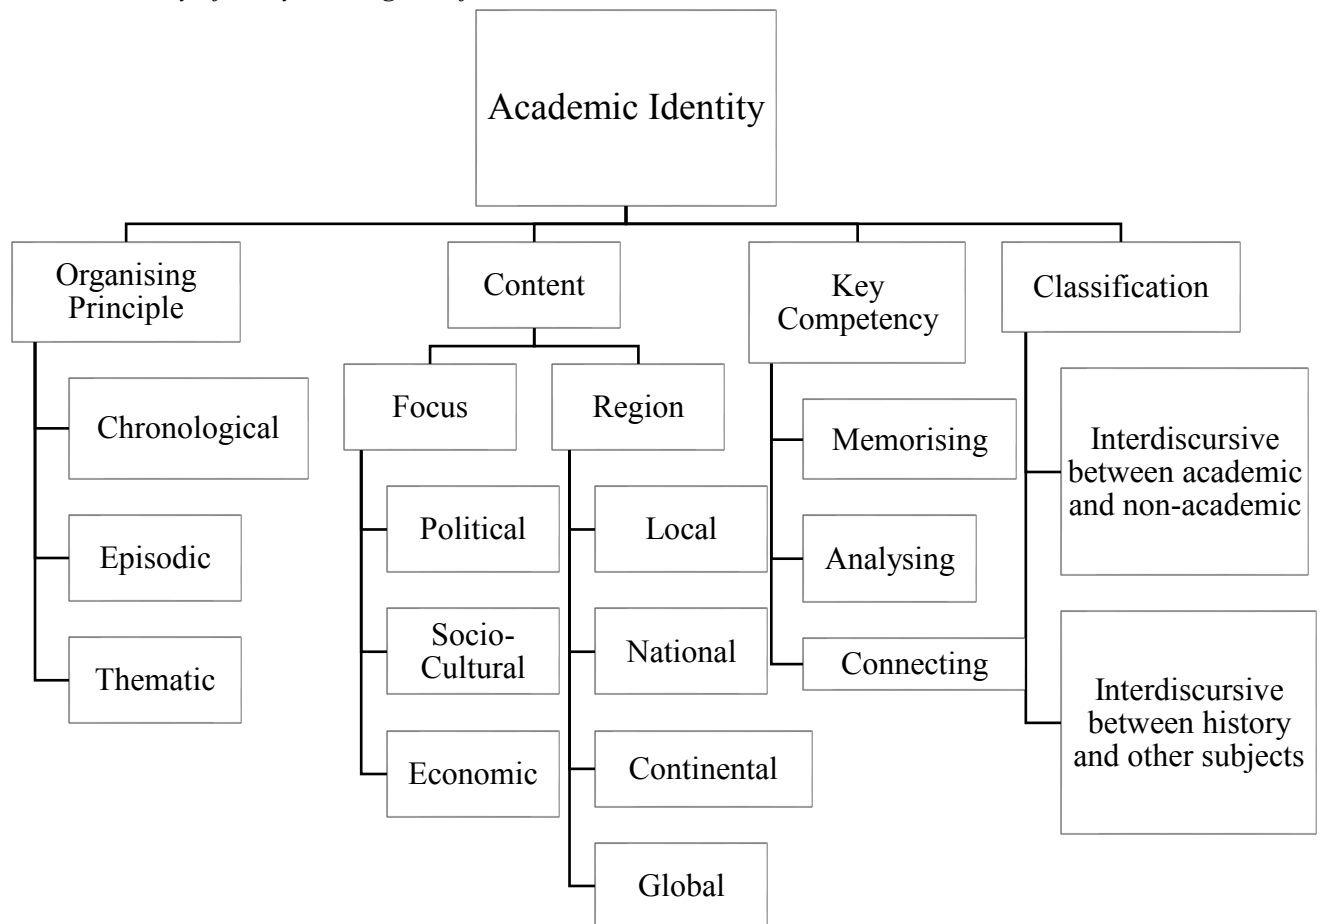 Academic Identity
Organising
Principle
Chronological
Episodic
Thematic
Content
Focus
Political
Socio-
Cultural
Economic
Region
Local
National
Continental
Global
Key
Competency
Memorising
Analysing
Connecting
Classification
Interdiscursive
between academic
and non-academic
Interdiscursive
between history
and other subjects